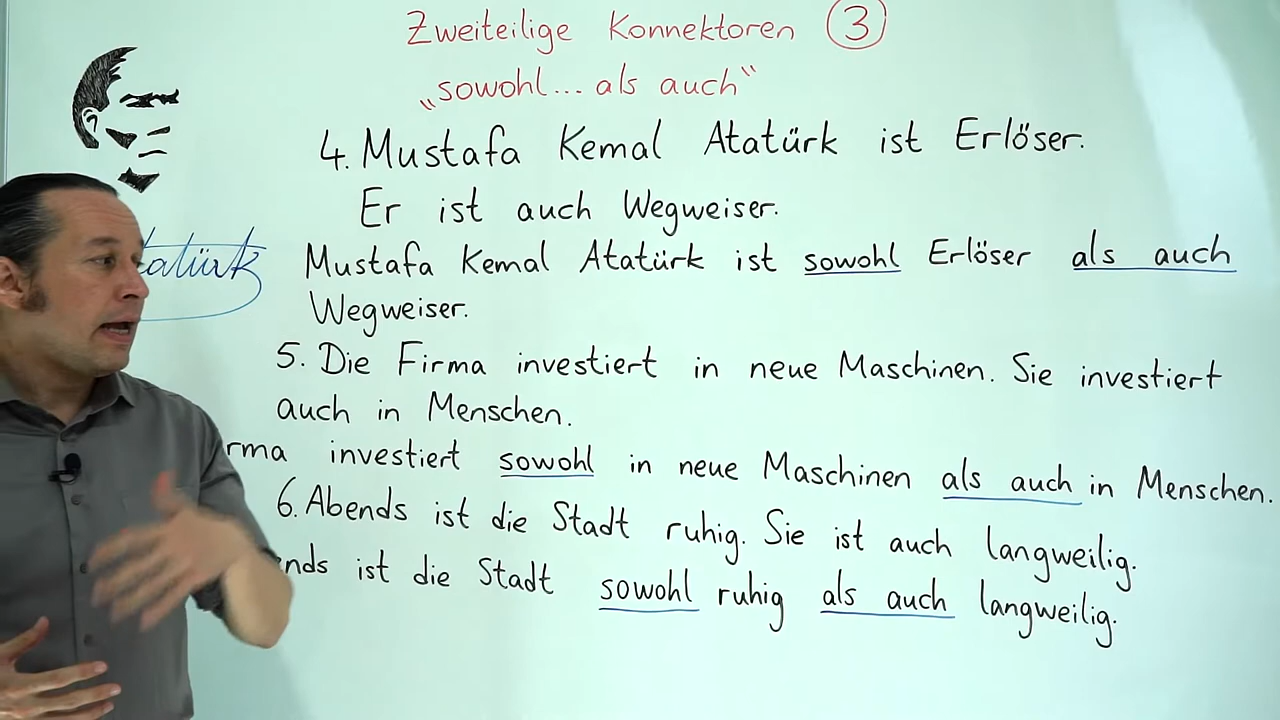 Zweiteilige Konnektoren 3
„sowohl... als auch“
4. Mustafa Kemal Atatürk ist Erlöser.
Er ist auch Wegweiser.
Mustafa Kemal Atatürk ist sowohl Erlöser als auch
Wegweiser.
tatürk
5. Die Firma investiert in neue Maschinen. Sie investiert
auch in Menschen.
rma investiert sowohl in neue Maschinen als auch in Menschen.
6. Abends ist die Stadt ruhig. Sie ist auch langweilig.
nds ist die Stadt sowohl ruhig als auch langweilig.